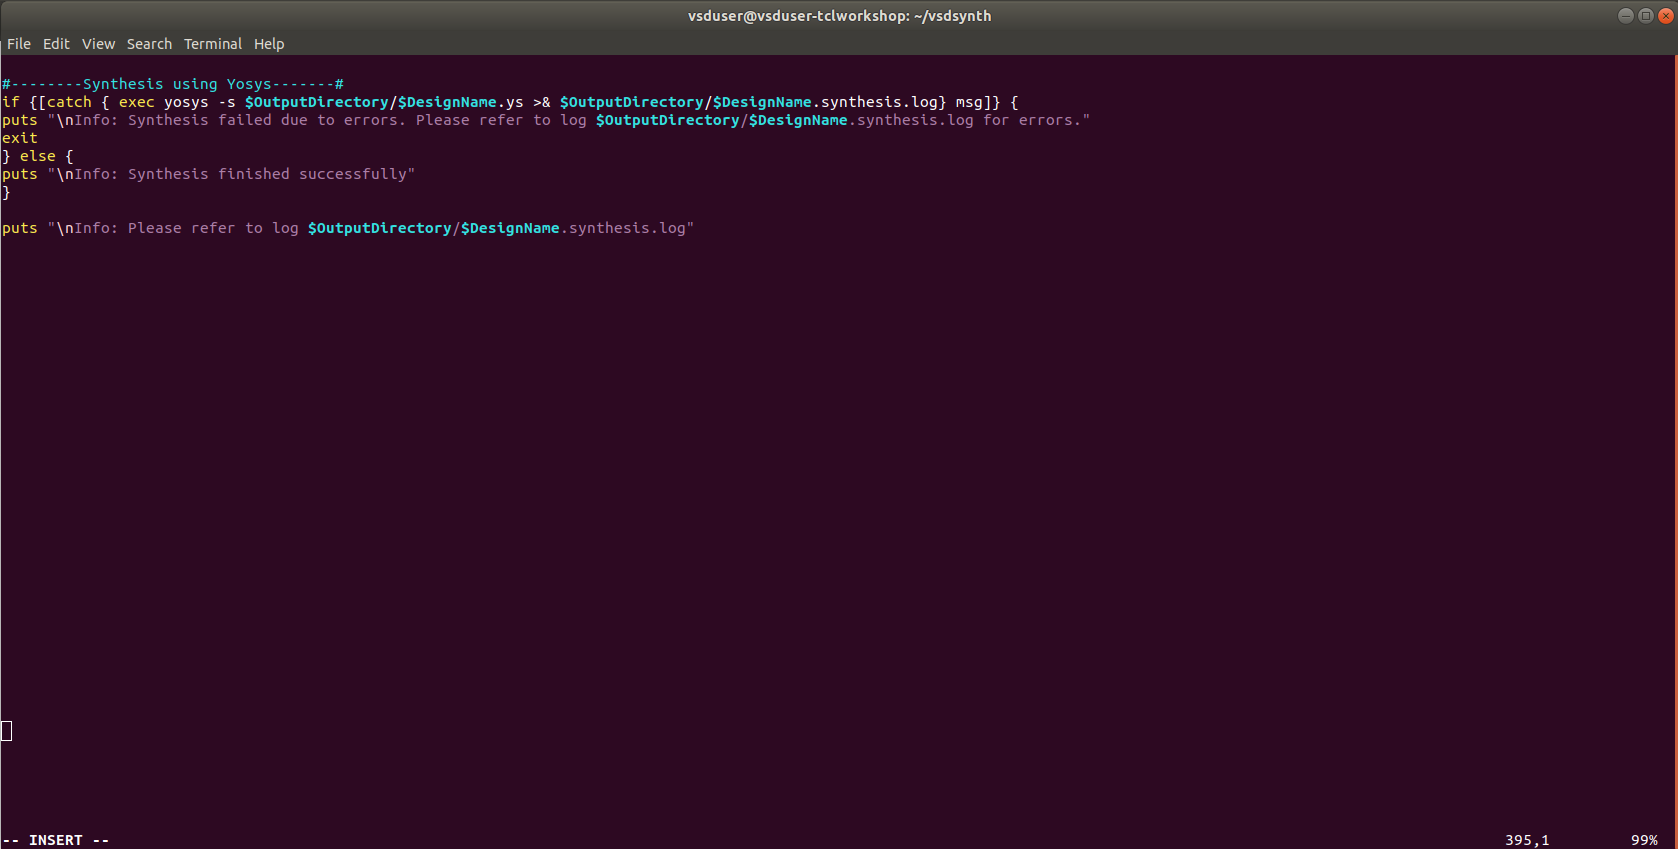 vsduser@vsduser-tclworkshop: ~/vsdsynth
File Edit View Search Terminal Help
#--------Synthesis using Yosys-------#
if {[catch { exec yosys -s $OutputDirectory/$DesignName.ys >& $OutputDirectory/$DesignName.synthesis.log} msg]} {
puts "\nInfo: Synthesis failed due to errors. Please refer to log $OutputDirectory/$DesignName.synthesis.log for errors."
exit
} else {
puts "\nInfo: Synthesis finished successfully"
}
puts "\nInfo: Please refer to log $OutputDirectory/$DesignName.synthesis.log"
-- INSERT -- 395,1 99%